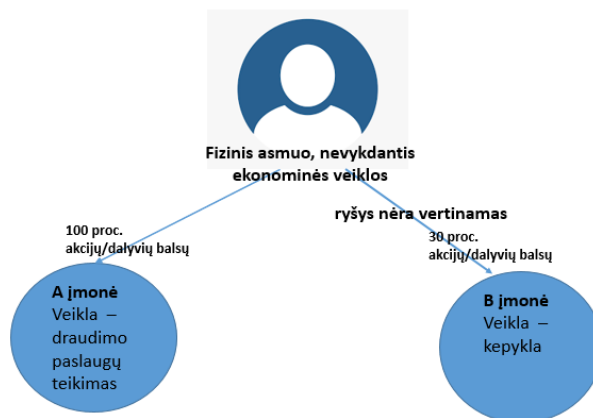 Fizinis asmuo, nevykdantis
ekonominės veiklos
ryšys nėra vertinamas
100 proc.
akcijų/dalyvių balsų
30 proc.
akcijų/dalyvių balsų
A įmonė
Veikla –
draudimo
paslaugų
teikimas
B įmonė
Veikla –
kepykla